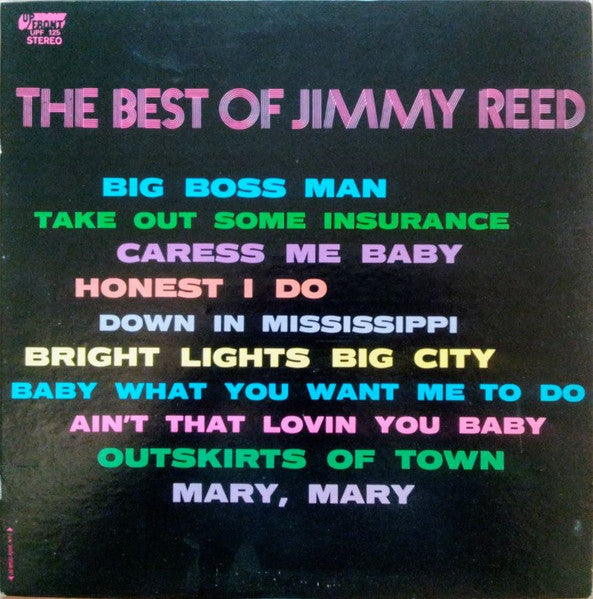 UP
FRONT
UPF 125
STEREO
THE BEST OF JIMMY REED
BIG BOSS MAN
TAKE OUT SOME INSURANCE
CARESS ME BABY
HONEST I DO
DOWN IN MISSISSIPPI
BRIGHT LIGHTS BIG CITY
BABY WHAT YOU WANT ME TO DO
AIN'T THAT LOVIN YOU BABY
OUTSKIRTS OF TOWN
MARY, MARY